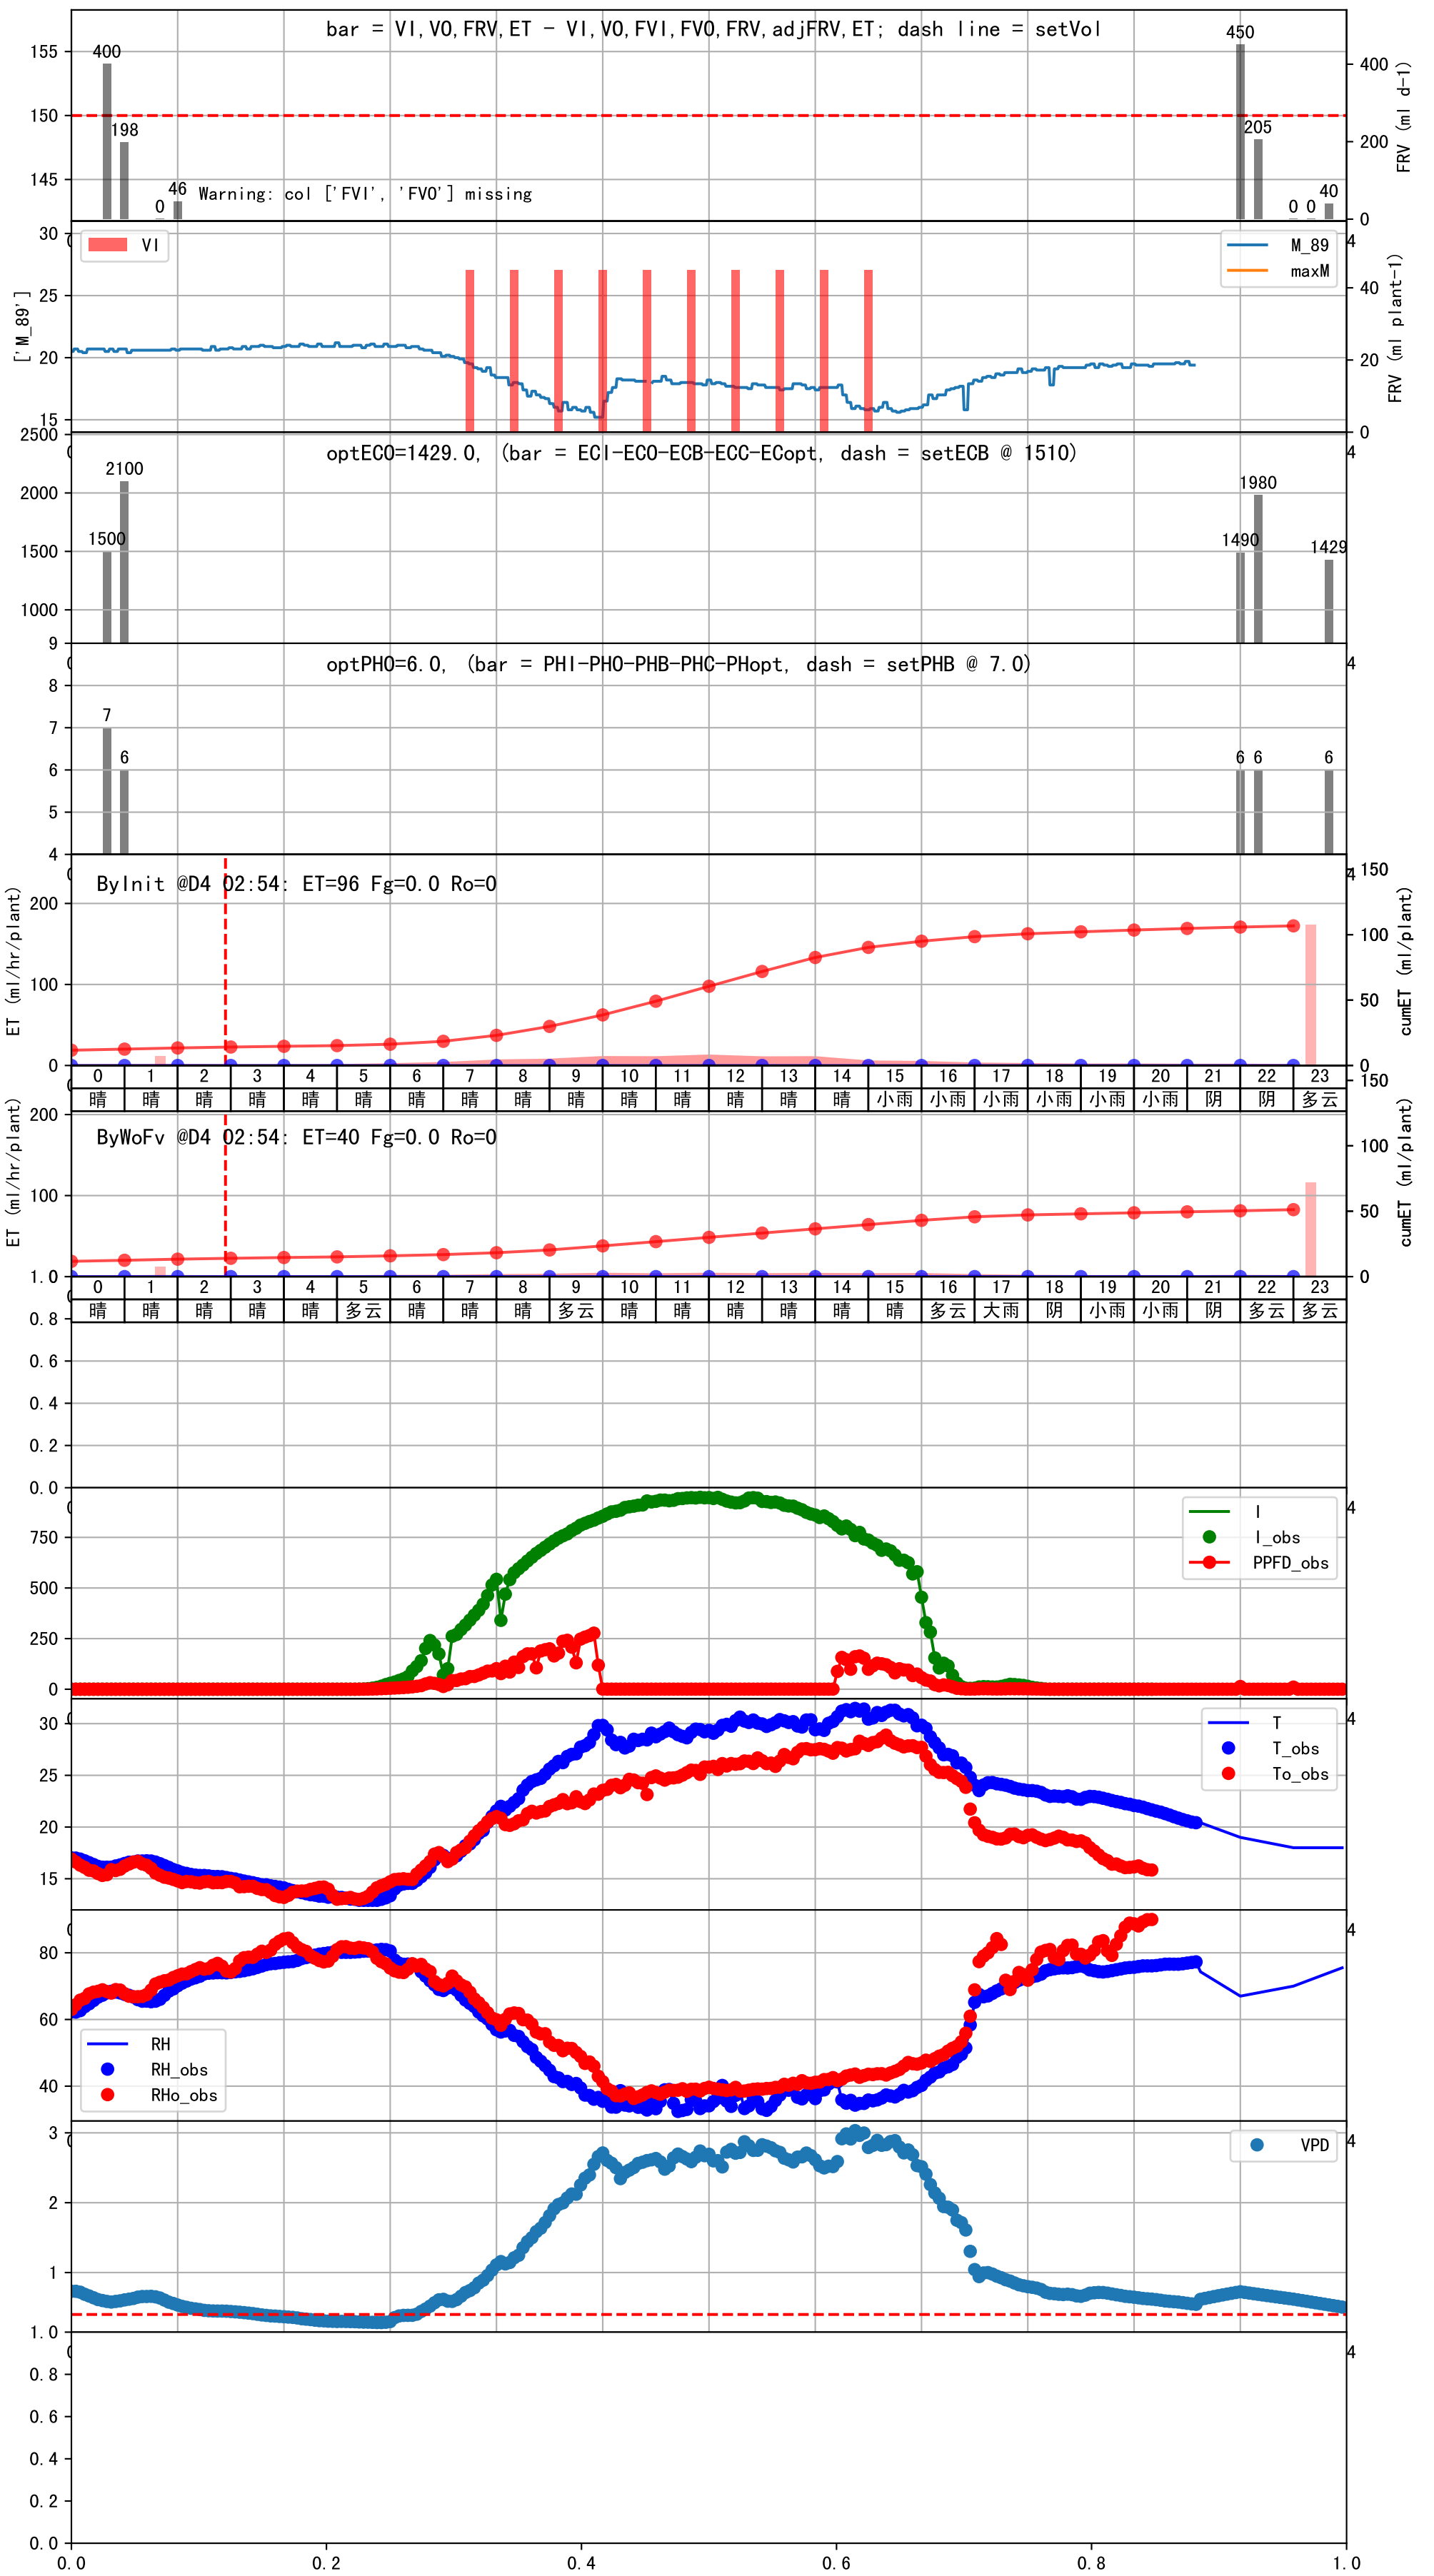 bar = VI,VO,FRV,ET - VI,VO,FVI,FVO,FRV,adjFRV,ET; dash line = setVol
155
150
145
400
198
0
46
Warning: col ['FVI', 'FVO'] missing
450
205
0
0
40
400
200
0
FRV (ml d-1)
4
30
25
20
15
['M_89']
VI
M_89
maxM
40
20
0
FRV (ml plant-1)
4
optECO=1429.0, (bar = ECI-ECO-ECB-ECC-ECopt, dash = setECB @ 1510)
2500
2000
1500
1000
1500
2100
1490
1980
1429
4
optPHO=6.0, (bar = PHI-PHO-PHB-PHC-PHopt, dash = setPHB @ 7.0)
9
8
7
6
5
4
7
6
6
6
6
4
ByInit @D4 02:54: ET=96 Fg=0.0 Ro=0
200
100
0
ET (ml/hr/plant)
150
100
50
0
cumET (ml/plant)
0 1 2 3 4 5 6 7 8 9 10 11 12 13 14 15 16 17 18 19 20 21 22 23
晴 晴 晴 晴 晴 晴 晴 晴 晴 晴 晴 晴 晴 晴 晴 小雨 小雨 小雨 小雨 小雨 小雨 阴 阴 多云
ByWoFv @D4 02:54: ET=40 Fg=0.0 Ro=0
200
100
ET (ml/hr/plant)
150
100
50
0
cumET (ml/plant)
0 1 2 3 4 5 6 7 8 9 10 11 12 13 14 15 16 17 18 19 20 21 22 23
晴 晴 晴 晴 晴 多云 晴 晴 晴 多云 晴 晴 晴 晴 晴 晴 多云 大雨 阴 小雨 小雨 阴 多云 多云
1.0
0.8
0.6
0.4
0.2
0.0
4
750
500
250
0
I
I_obs
PPFD_obs
4
30
25
20
15
T
T_obs
To_obs
4
80
60
40
RH
RH_obs
RHo_obs
4
3
2
1
VPD
4
1.0
0.8
0.6
0.4
0.2
0.0
0.0 0.2 0.4 0.6 0.8 1.0